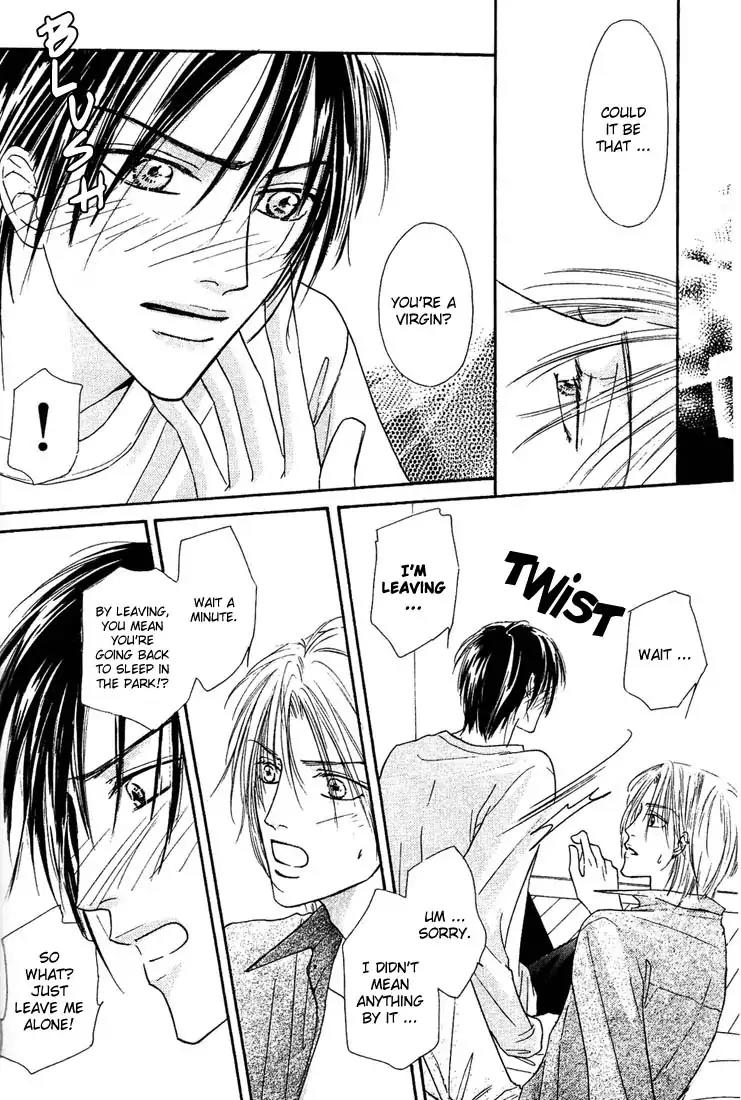 COULD
IT BE
THAT ...
YOU'RE A
VIRGIN?
BLUSH
!
WAIT ...
TWIST
I'M
LEAVING
...
UM ...
SORRY.
I DIDN'T
MEAN
ANYTHING
BY IT ...
WAIT A
MINUTE.
BY LEAVING,
YOU MEAN
YOU'RE
GOING BACK
TO SLEEP IN
THE PARK!?
SO
WHAT?
JUST
LEAVE ME
ALONE!